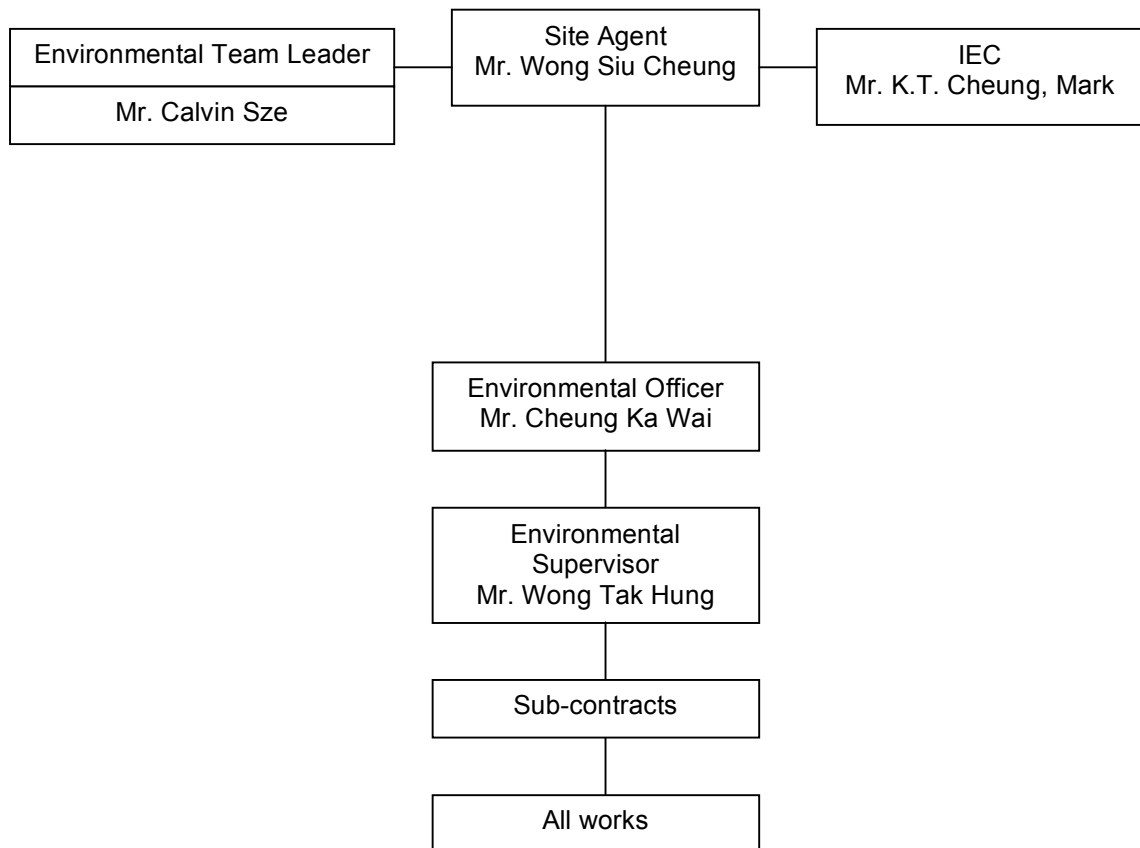 Environmental Team Leader
Mr. Calvin Sze
Site Agent
Mr. Wong Siu Cheung
IEC
Mr. K.T. Cheung, Mark
Environmental Officer
Mr. Cheung Ka Wai
Environmental
Supervisor
Mr. Wong Tak Hung
Sub-contracts
All works